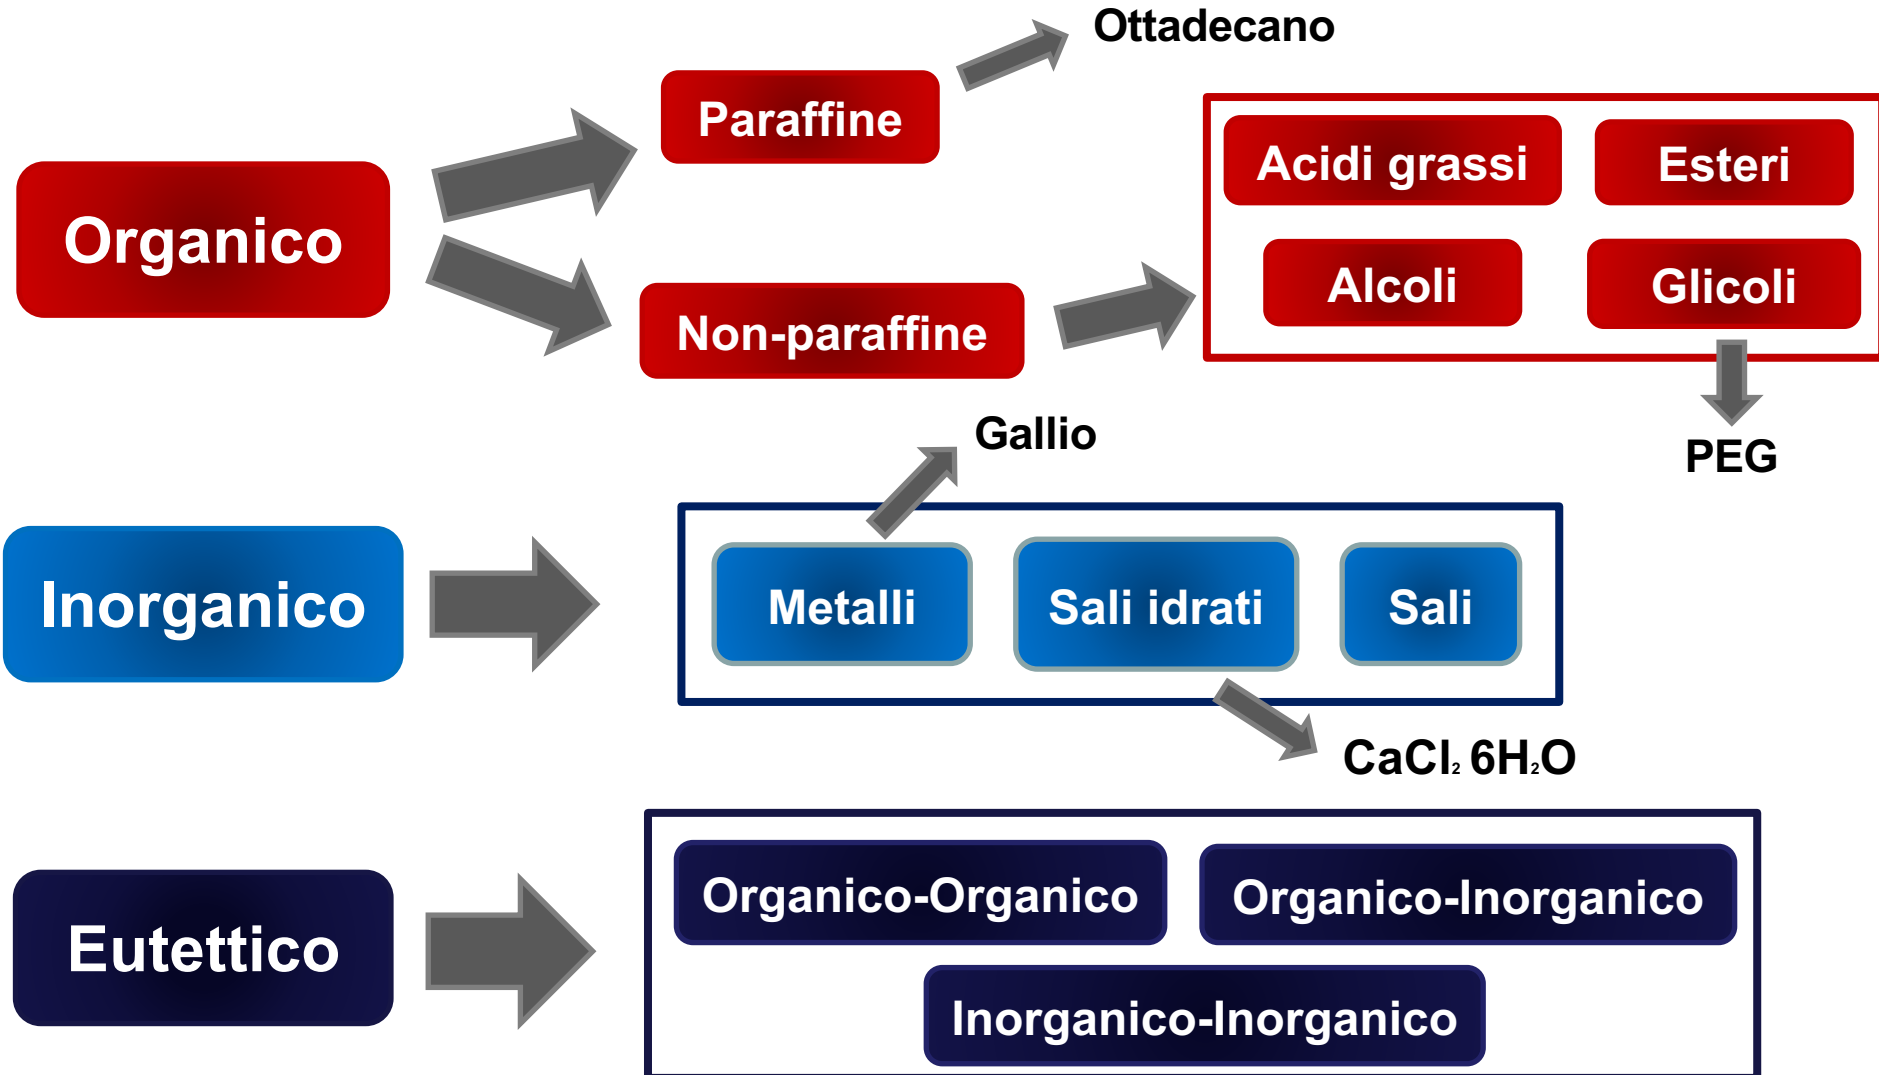 Ottadecano
Paraffine
Acidi grassi
Esteri
Organico
Alcoli
Glicoli
Non-paraffine
Gallio
PEG
Inorganico
Metalli
Sali idrati
Sali
CaCl₂ 6H₂O
Organico-Organico
Organico-Inorganico
Eutettico
Inorganico-Inorganico